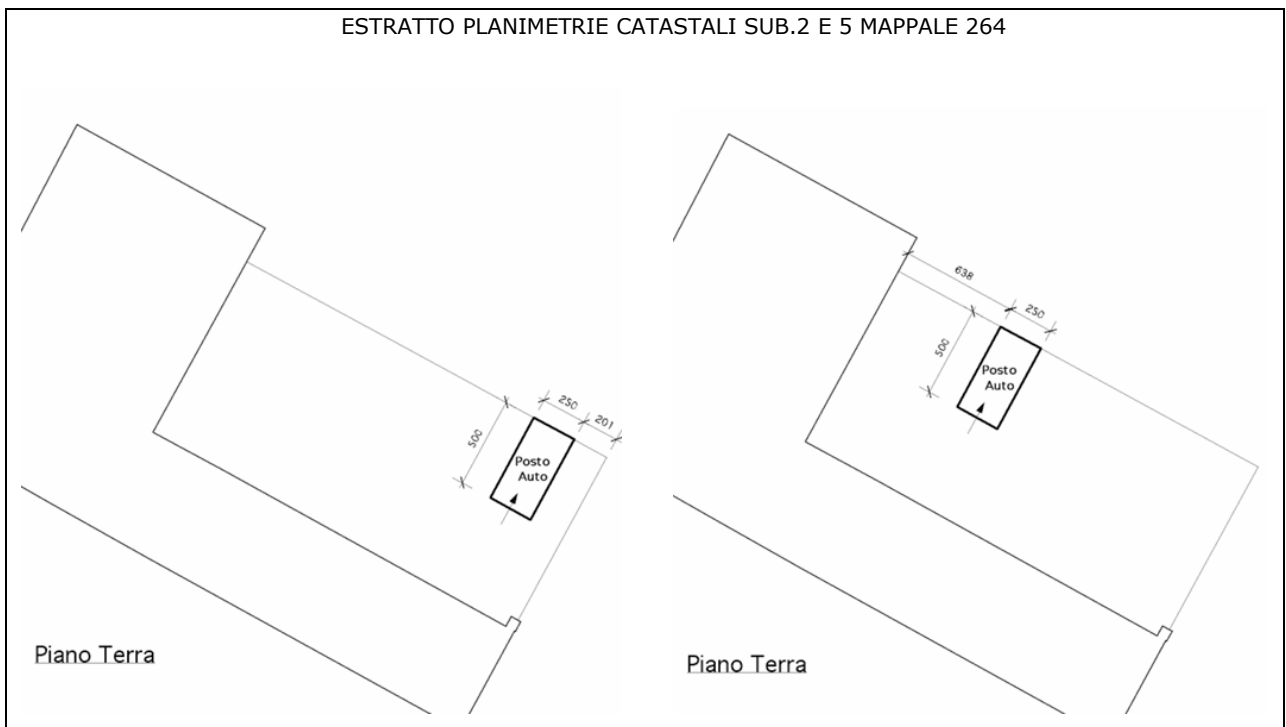 ESTRATTO PLANIMETRIE CATASTALI SUB.2 E 5 MAPPALE 264
250
201
500
Posto
Auto
Piano Terra
638
250
500
Posto
Auto
Piano Terra